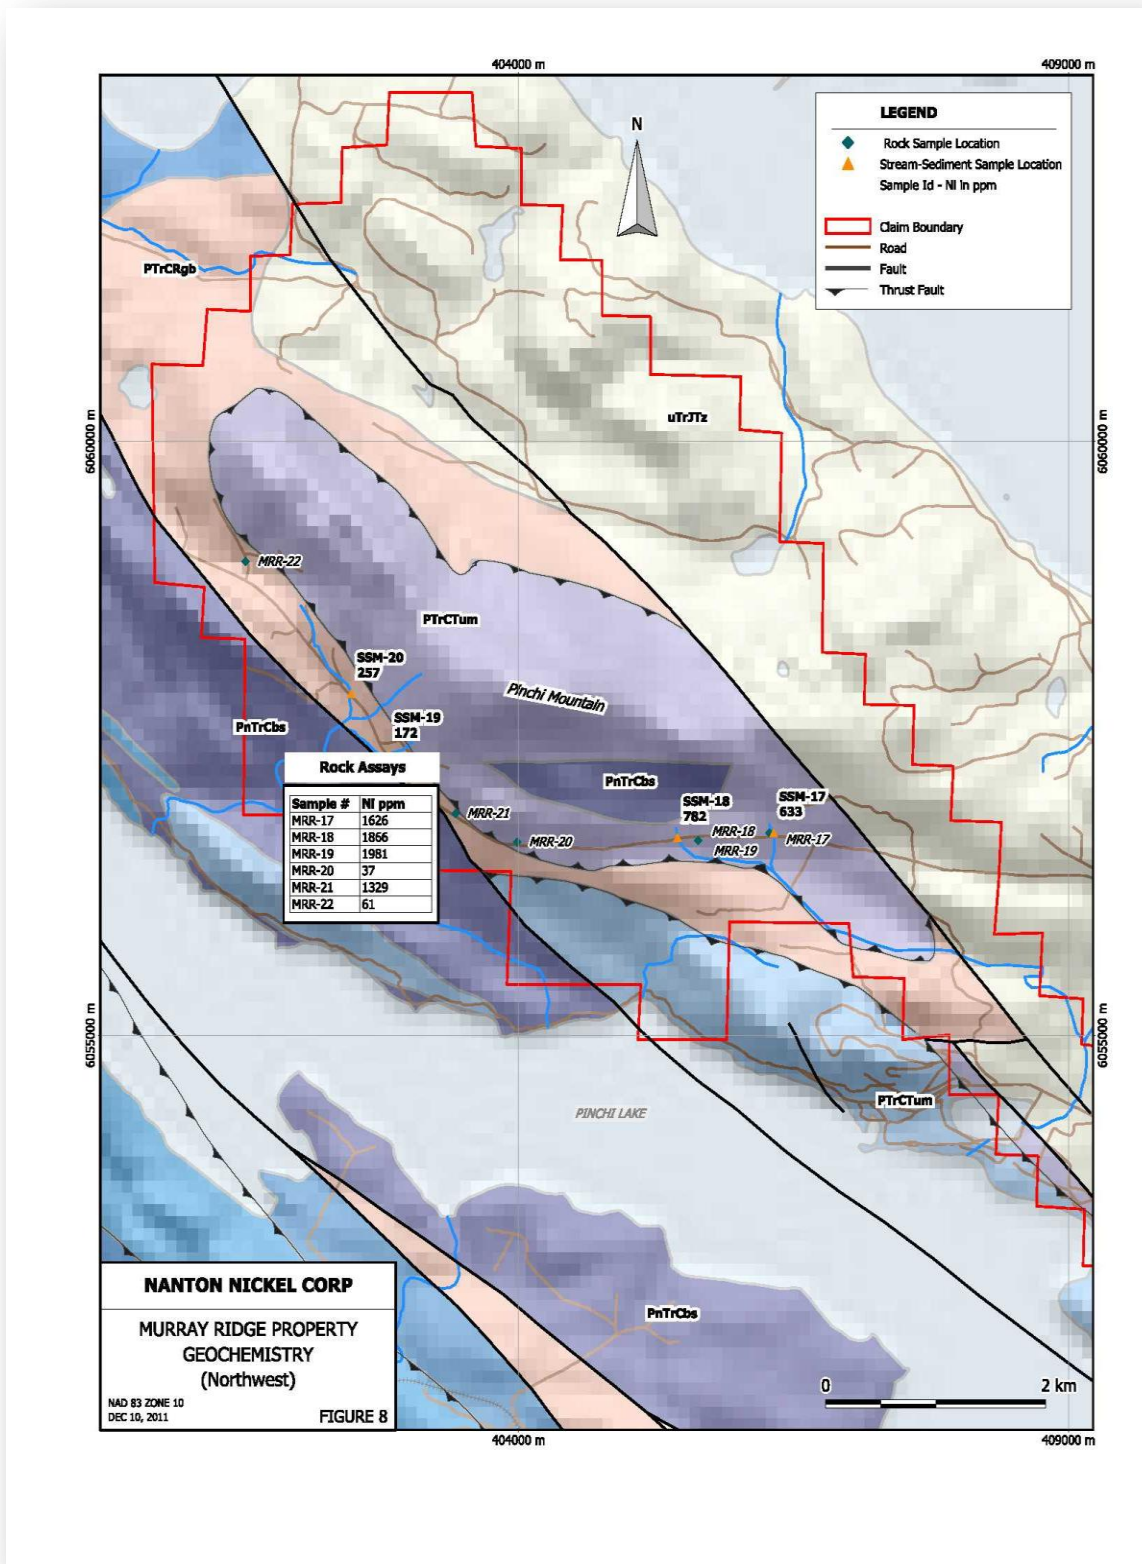 404000 m
409000 m
LEGEND
Rock Sample Location
Stream-Sediment Sample Location
Sample Id - Ni in ppm
Claim Boundary
Road
Fault
Thrust Fault
N
PTrCRgb
uTrJTz
6060000 m
6060000 m
MRR-22
PTrCTum
SSM-20
257
Pinchi Mountain
SSM-19
172
PnTrCbs
Rock Assays
Sample # Ni ppm
MRR-17 1626
MRR-18 1866
MRR-19 1981
MRR-20 37
MRR-21 1329
MRR-22 61
PnTrCbs
SSM-18
782
SSM-17
633
MRR-21
MRR-20
MRR-18
MRR-19
MRR-17
6055000 m
6055000 m
PTrCTum
PINCHI LAKE
PnTrCbs
NANTON NICKEL CORP
MURRAY RIDGE PROPERTY
GEOCHEMISTRY
(Northwest)
NAD 83 ZONE 10
DEC 10, 2011
FIGURE 8
0 2 km
404000 m
409000 m